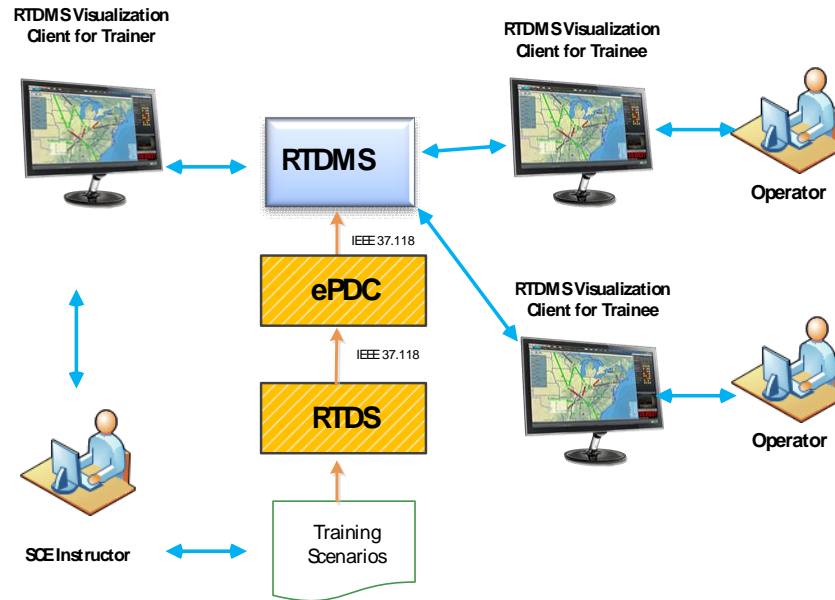 RTDMS Visualization
Client for Trainer
RTDMS Visualization
Client for Trainee
RTDMS
Operator
IEEE 37.118
ePDC
RTDMS Visualization
Client for Trainee
IEEE 37.118
RTDS
Operator
Training
Scenarios
SCE Instructor